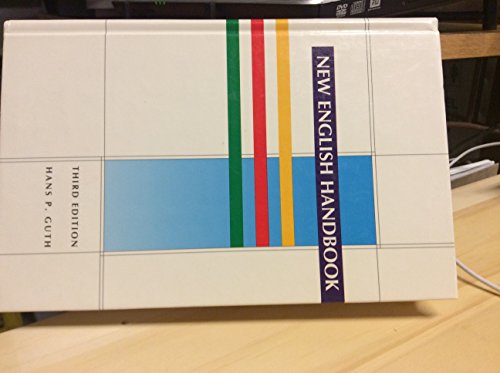 NEW ENGLISH HANDBOOK
THIRD EDITION
HANS P. GUTH